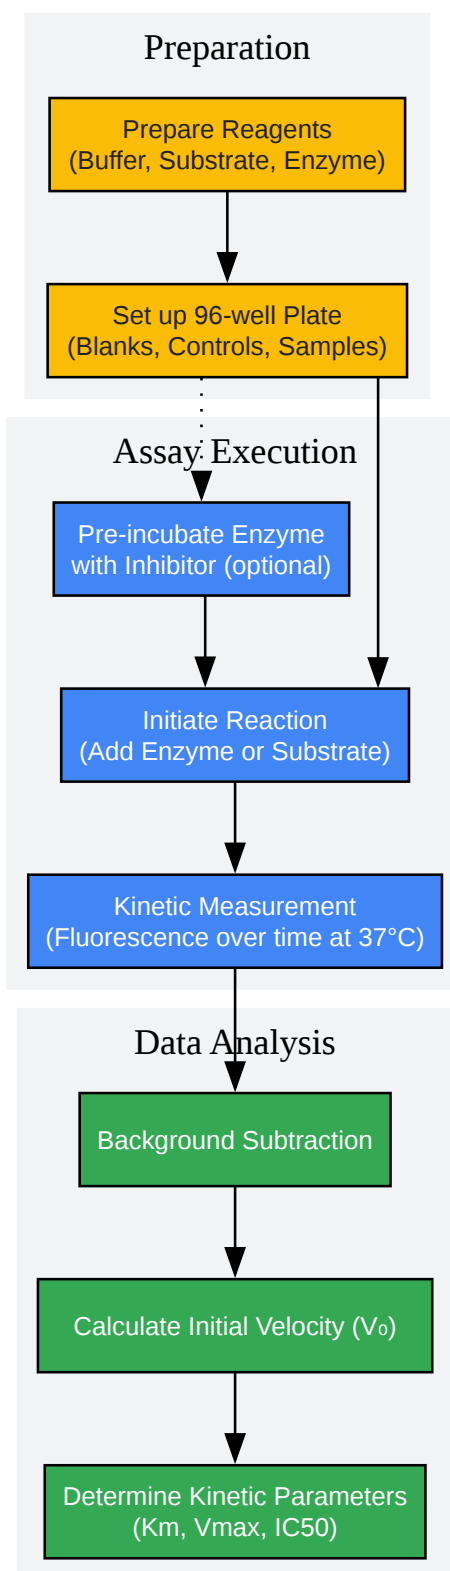 Preparation
Prepare Reagents
(Buffer, Substrate, Enzyme)
Set up 96-well Plate
(Blanks, Controls, Samples)
Assay Execution
Pre-incubate Enzyme
with Inhibitor (optional)
Initiate Reaction
(Add Enzyme or Substrate)
Kinetic Measurement
(Fluorescence over time at 37°C)
Data Analysis
Background Subtraction
Calculate Initial Velocity (V₀)
Determine Kinetic Parameters
(Km, Vmax, IC50)